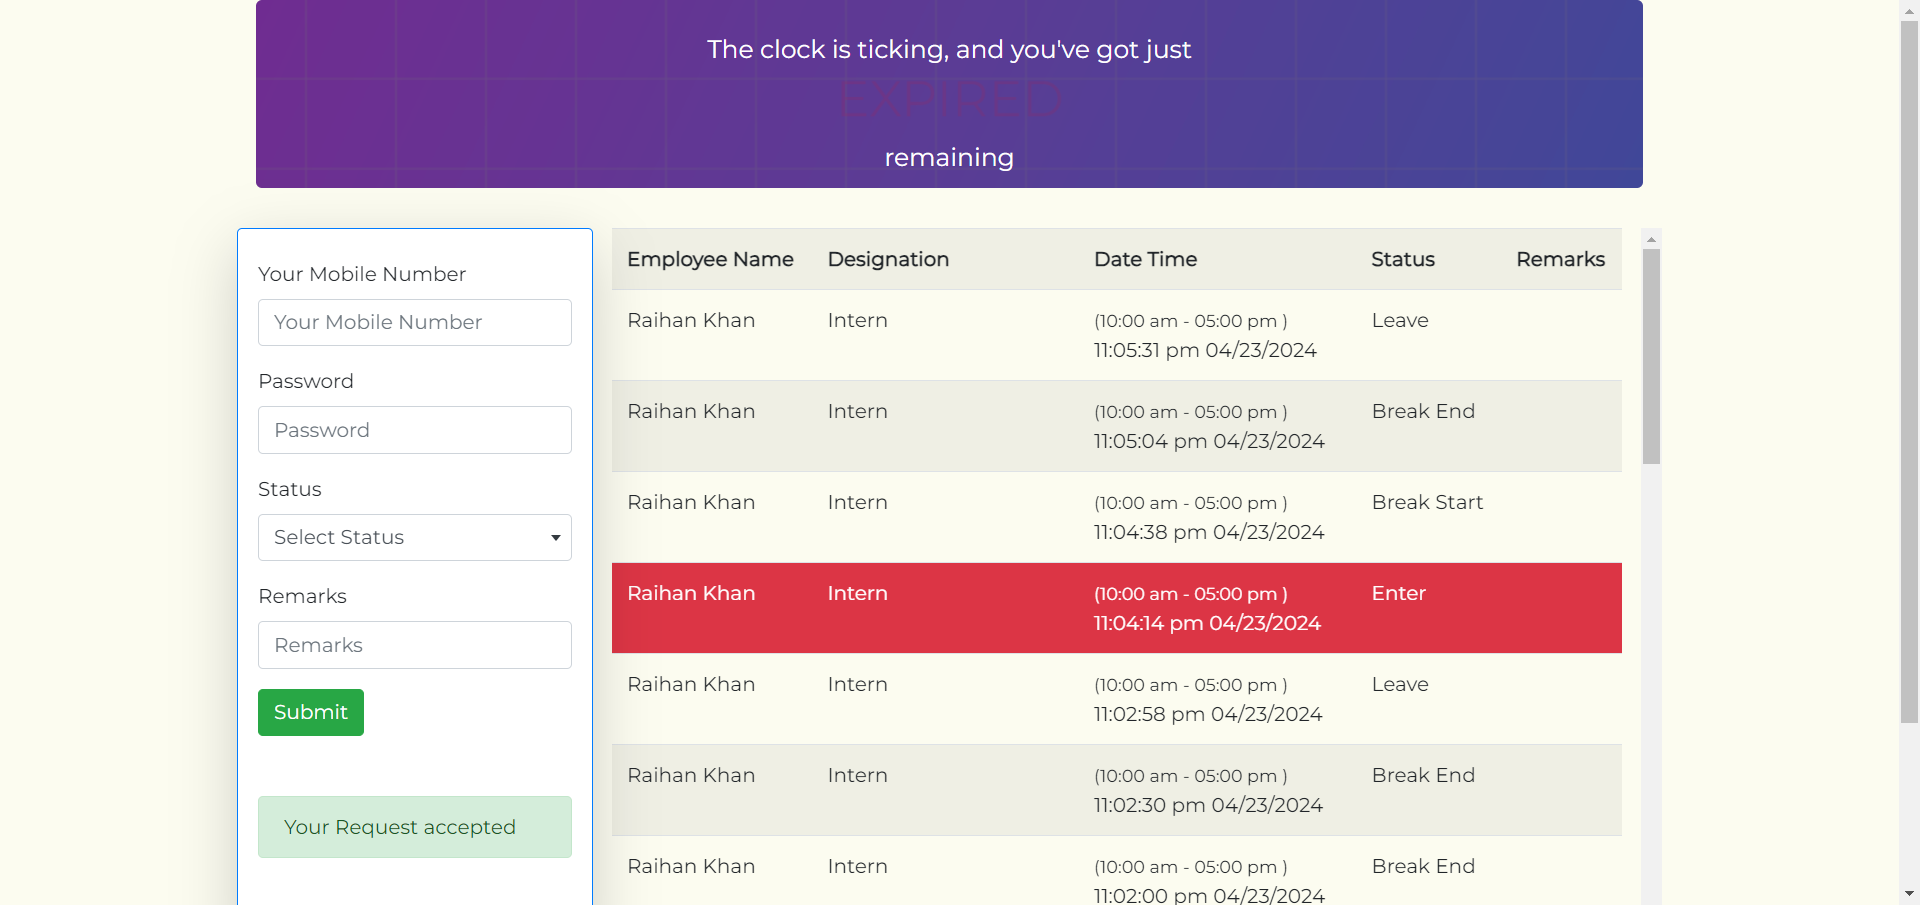 The clock is ticking, and you've got just
EXPIRED
remaining
Your Mobile Number
Your Mobile Number
Password
Password
Status
Select Status
Remarks
Remarks
Submit
Your Request accepted
Employee Name Designation Date Time Status Remarks
Raihan Khan Intern (10:00 am - 05:00 pm ) Leave
11:05:31 pm 04/23/2024
Raihan Khan Intern (10:00 am - 05:00 pm ) Break End
11:05:04 pm 04/23/2024
Raihan Khan Intern (10:00 am - 05:00 pm ) Break Start
11:04:38 pm 04/23/2024
Raihan Khan Intern (10:00 am - 05:00 pm ) Enter
11:04:14 pm 04/23/2024
Raihan Khan Intern (10:00 am - 05:00 pm ) Leave
11:02:58 pm 04/23/2024
Raihan Khan Intern (10:00 am - 05:00 pm ) Break End
11:02:30 pm 04/23/2024
Raihan Khan Intern (10:00 am - 05:00 pm ) Break End
11:02:00 pm 04/23/2024